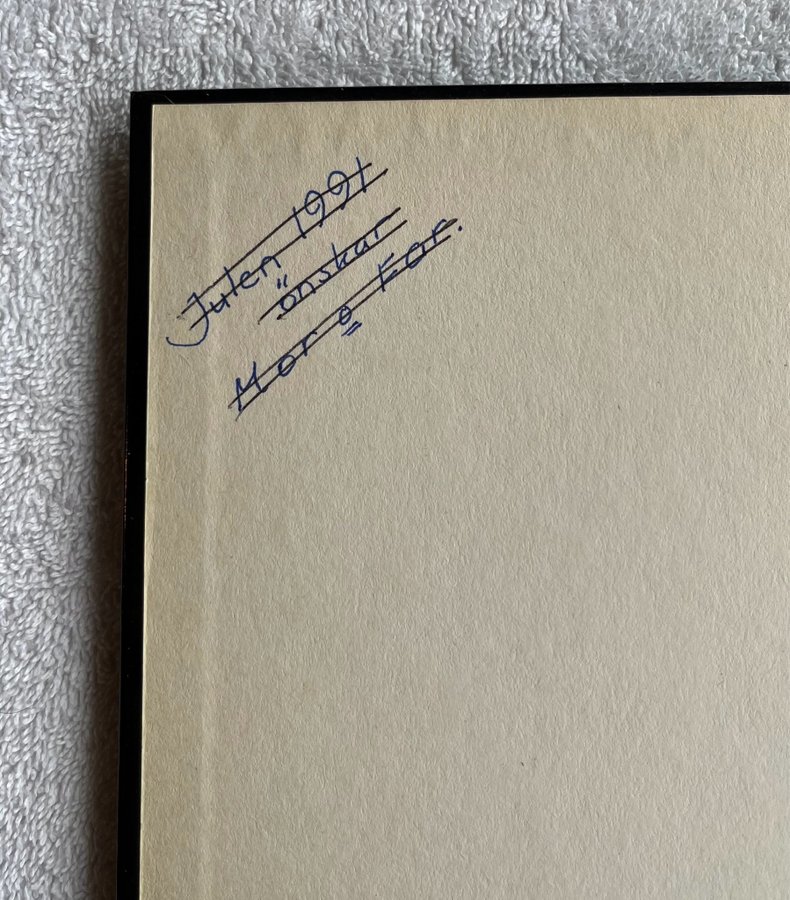 Julen 1991
önskar
Mor o Far.